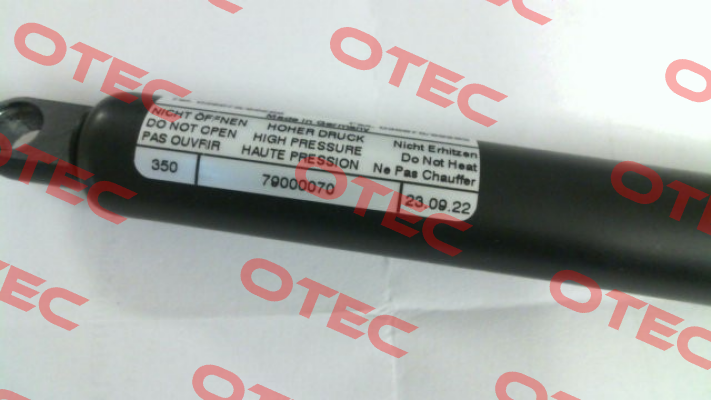 Made in Germany
NICHT ÖFFNEN HOHER DRUCK Nicht Erhitzen
DO NOT OPEN HIGH PRESSURE Do Not Heat
PAS OUVRIR HAUTE PRESSION Ne Pas Chauffer
350 79000070 23.09.22
OTEC
OTEC
OTEC
OTEC
OTEC
OTEC
OTEC
OTEC
OTEC
OTEC
OTEC